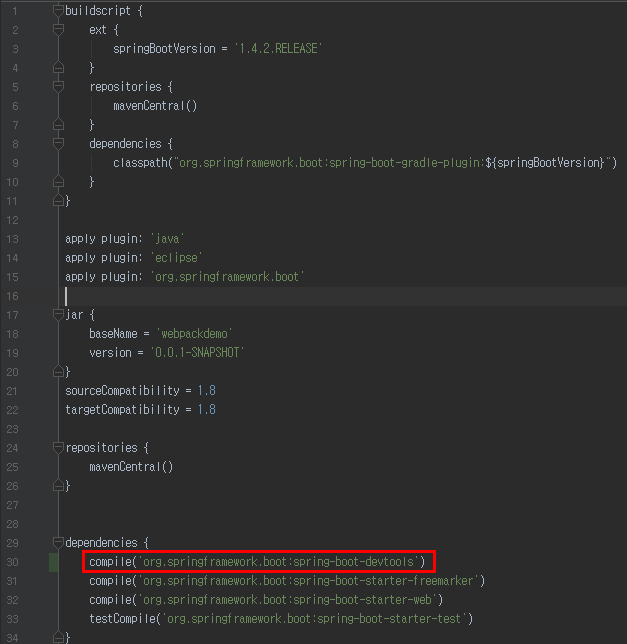 1 buildscript {
2 ext {
3 springBootVersion = '1.4.2.RELEASE'
4 }
5 repositories {
6 mavenCentral()
7 }
8 dependencies {
9 classpath("org.springframework.boot:spring-boot-gradle-plugin:${springBootVersion}")
10 }
11 }
12
13 apply plugin: 'java'
14 apply plugin: 'eclipse'
15 apply plugin: 'org.springframework.boot'
16
17 jar {
18 baseName = 'webpackdemo'
19 version = '0.0.1-SNAPSHOT'
20 }
21 sourceCompatibility = 1.8
22 targetCompatibility = 1.8
23
24 repositories {
25 mavenCentral()
26 }
27
28
29 dependencies {
30 compile('org.springframework.boot:spring-boot-devtools')
31 compile('org.springframework.boot:spring-boot-starter-freemarker')
32 compile('org.springframework.boot:spring-boot-starter-web')
33 testCompile('org.springframework.boot:spring-boot-starter-test')
34 }